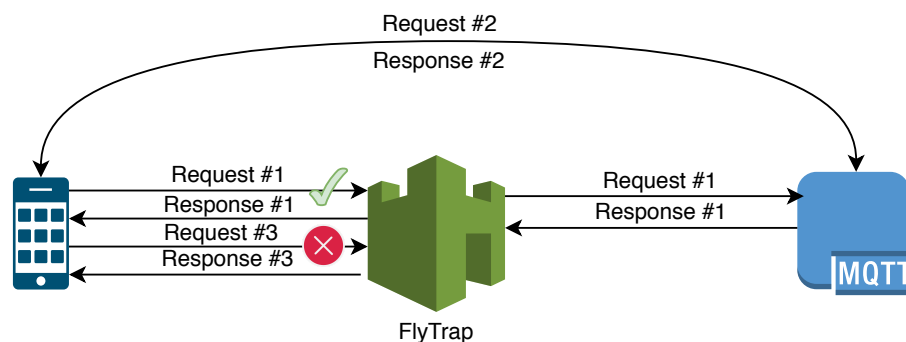 Request #2
Response #2
Request #1
Response #1
Request #3
Response #3
Request #1
Response #1
MQTT
FlyTrap